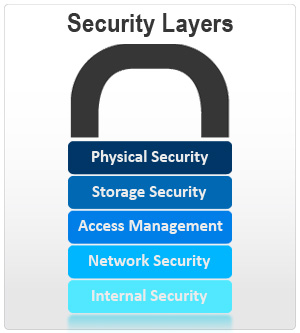 Security Layers
Physical Security
Storage Security
Access Management
Network Security
Internal Security